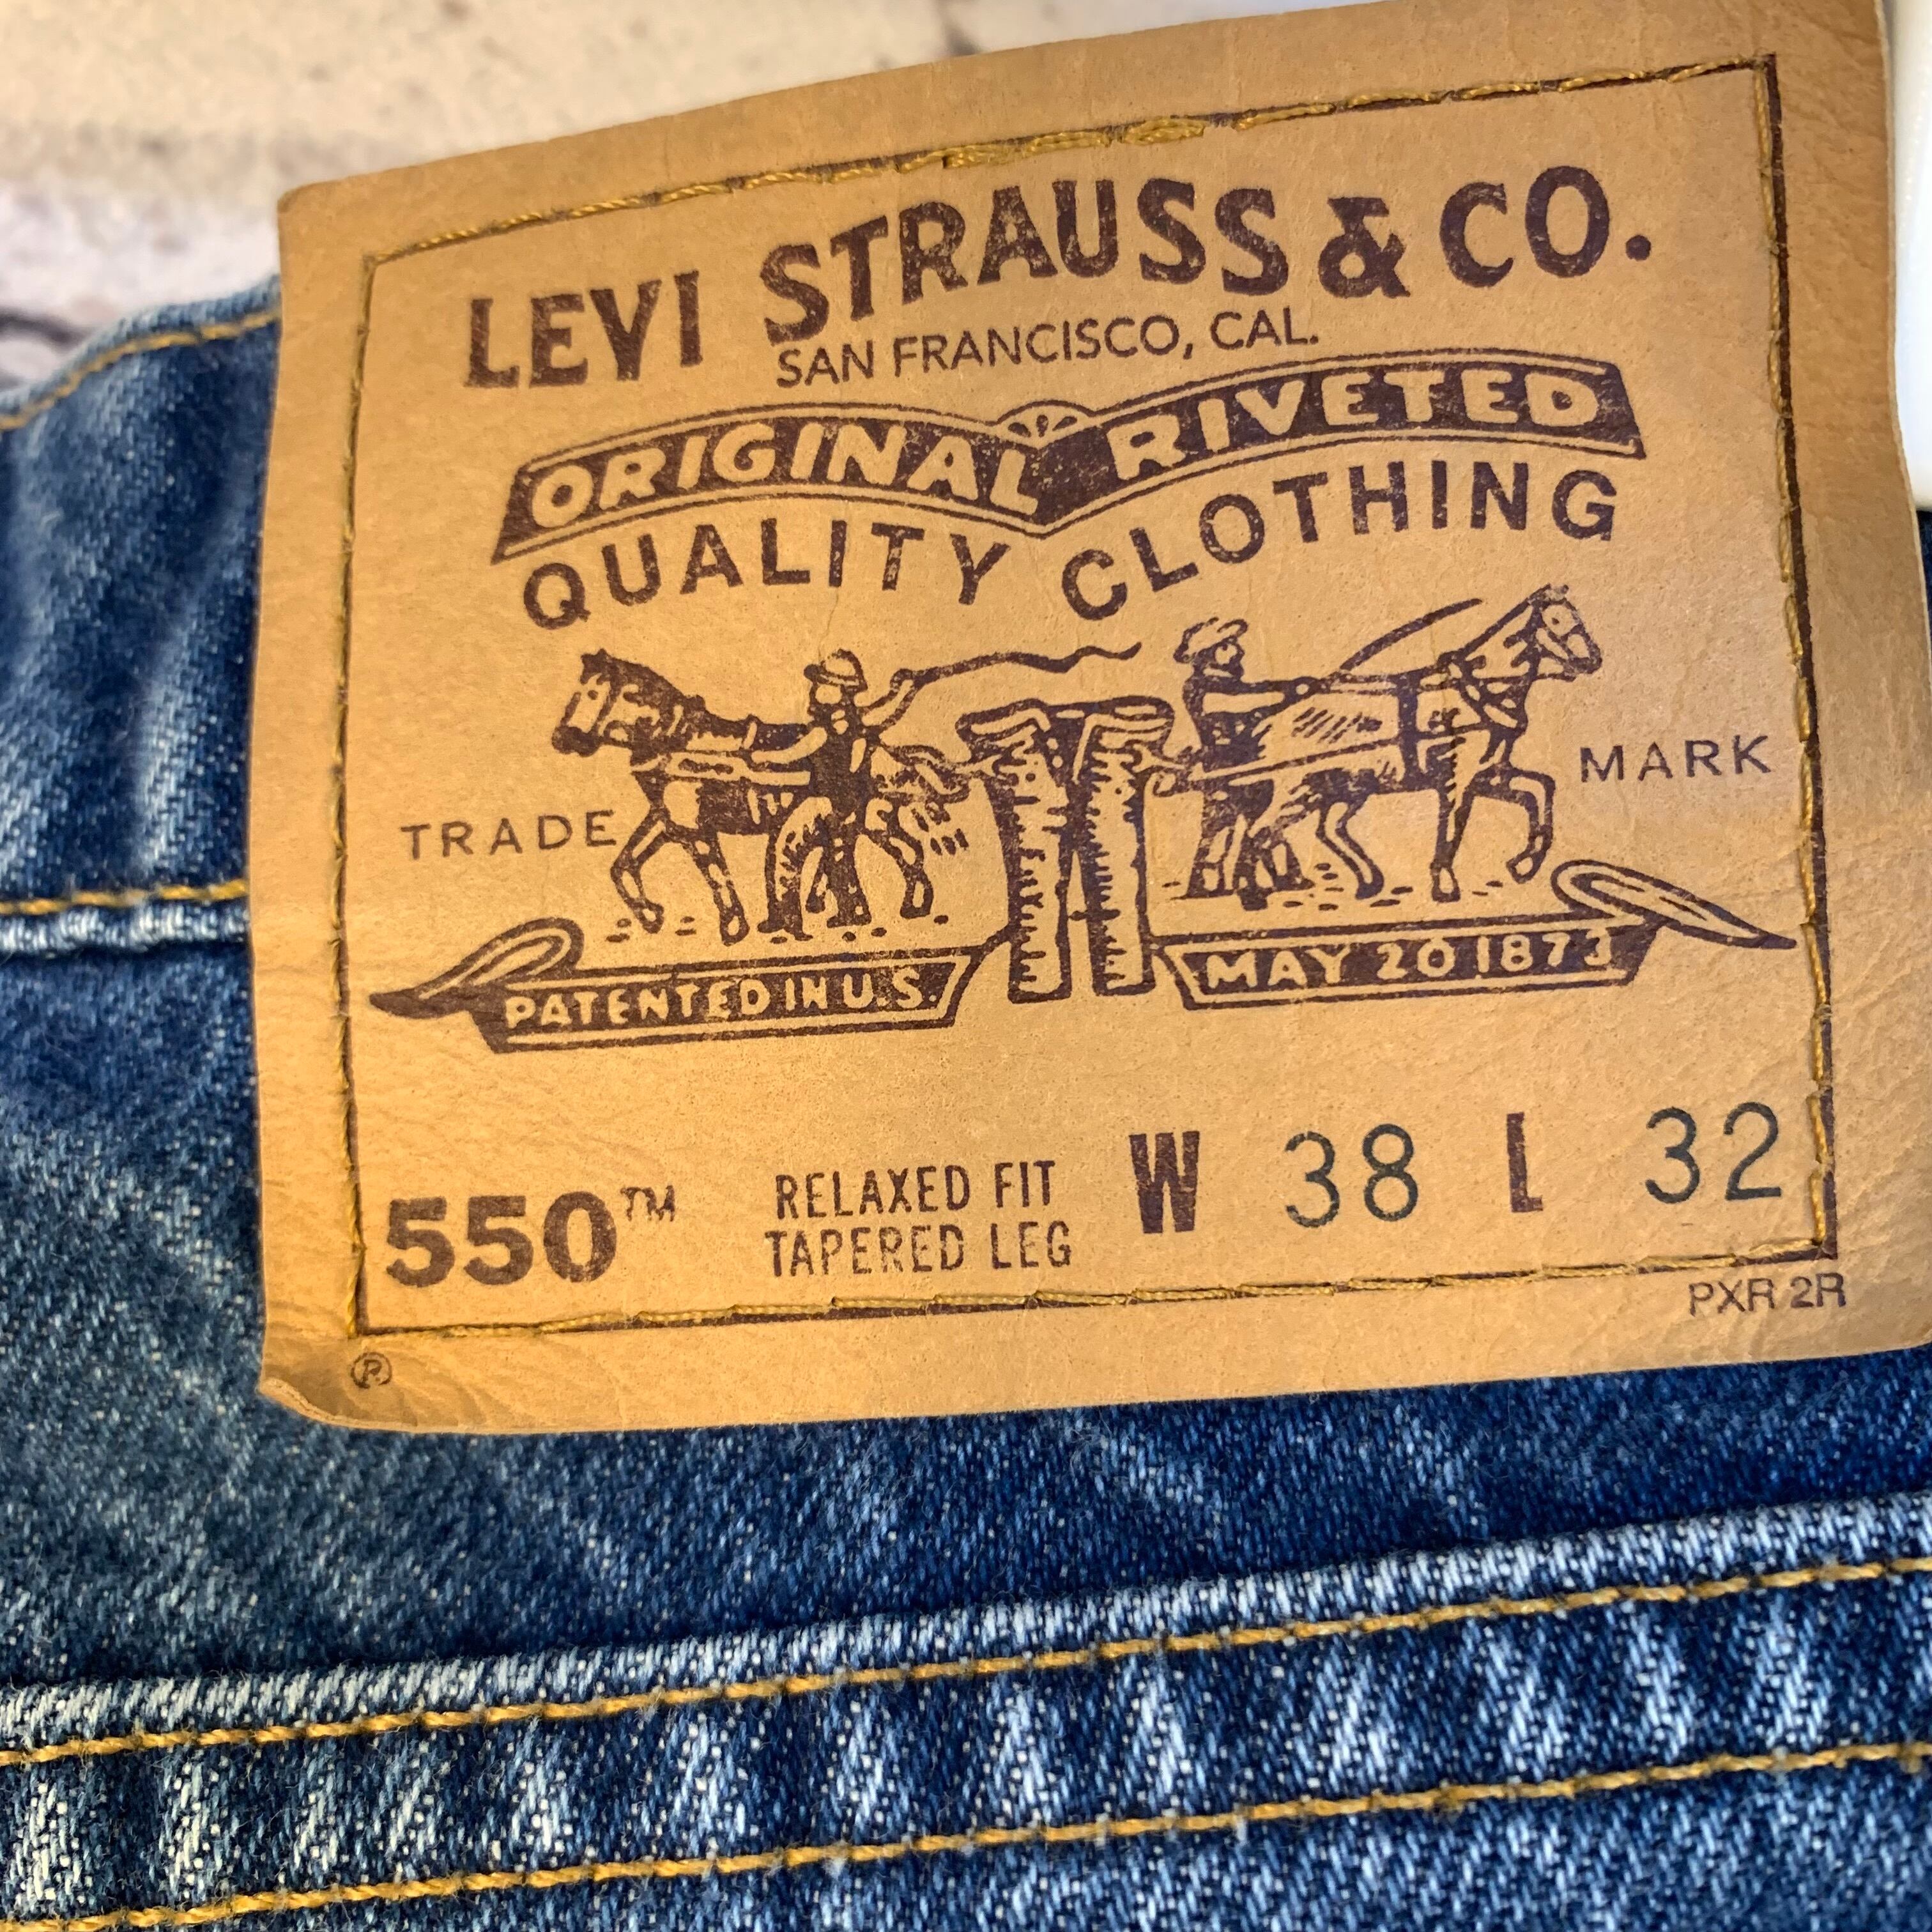 LEVI STRAUSS & CO.
SAN FRANCISCO, CAL.
ORIGINAL RIVETED
QUALITY CLOTHING
TRADE MARK
PATENTED IN U.S. MAY 20 1873
550™ RELAXED FIT TAPERED LEG W 38 L 32
PXR 2R
®